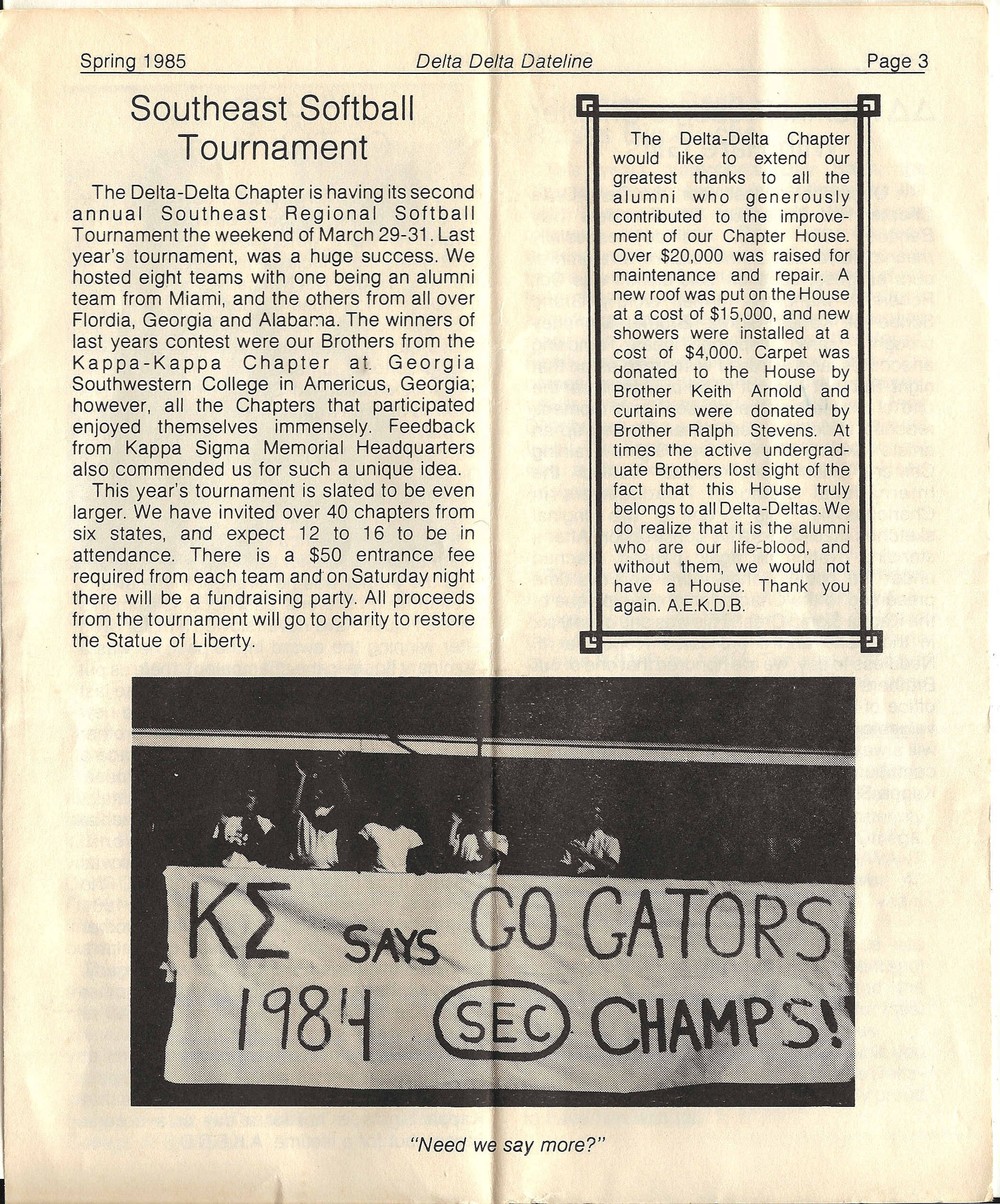 Spring 1985 Delta Delta Dateline Page 3
Southeast Softball
Tournament
The Delta-Delta Chapter is having its second
annual Southeast Regional Softball
Tournament the weekend of March 29-31. Last
year's tournament, was a huge success. We
hosted eight teams with one being an alumni
team from Miami, and the others from all over
Flordia, Georgia and Alabama. The winners of
last years contest were our Brothers from the
Kappa-Kappa Chapter at Georgia
Southwestern College in Americus, Georgia;
however, all the Chapters that participated
enjoyed themselves immensely. Feedback
from Kappa Sigma Memorial Headquarters
also commended us for such a unique idea.
This year's tournament is slated to be even
larger. We have invited over 40 chapters from
six states, and expect 12 to 16 to be in
attendance. There is a $50 entrance fee
required from each team and on Saturday night
there will be a fundraising party. All proceeds
from the tournament will go to charity to restore
the Statue of Liberty.
The Delta-Delta Chapter
would like to extend our
greatest thanks to all the
alumni who generously
contributed to the improve-
ment of our Chapter House.
Over $20,000 was raised for
maintenance and repair. A
new roof was put on the House
at a cost of $15,000, and new
showers were installed at a
cost of $4,000. Carpet was
donated to the House by
Brother Keith Arnold and
curtains were donated by
Brother Ralph Stevens. At
times the active undergrad-
uate Brothers lost sight of the
fact that this House truly
belongs to all Delta-Deltas. We
do realize that it is the alumni
who are our life-blood, and
without them, we would not
have a House. Thank you
again. A.E.K.D.B.
ΚΣ SAYS GO GATORS
1984 SEC CHAMPS!
"Need we say more?"